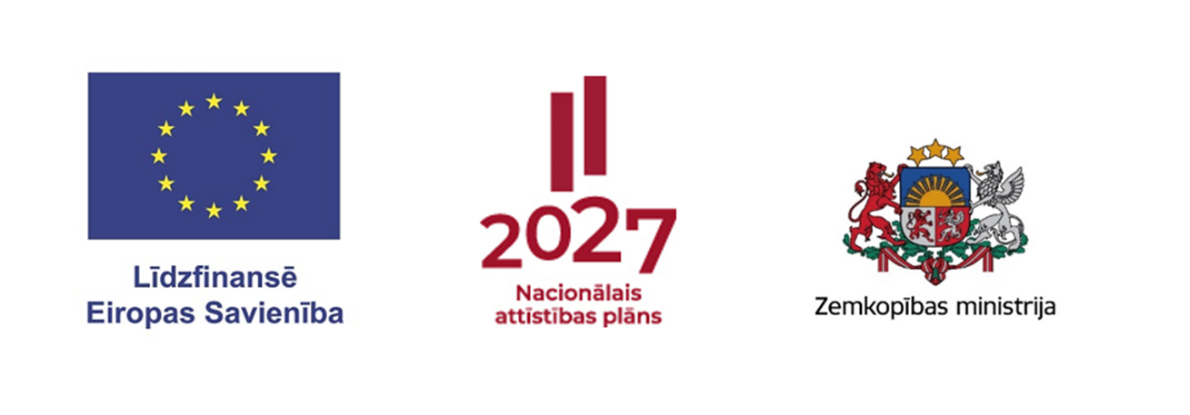 Līdzfinansē
Eiropas Savienība
2027
Nacionālais
attīstības plāns
Zemkopības ministrija